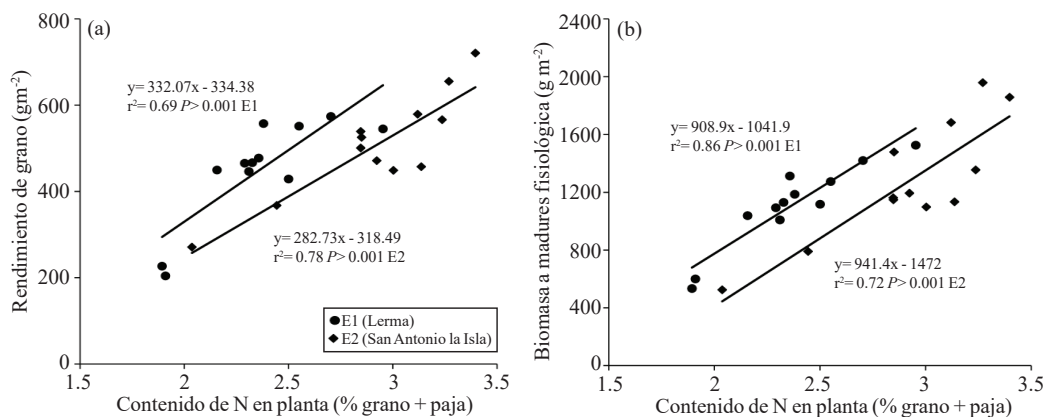 (a)
800
600
400
200
0
Rendimiento de grano (gm-2)
y= 332.07x - 334.38
r2= 0.69 P> 0.001 E1
y= 282.73x - 318.49
r2= 0.78 P> 0.001 E2
E1 (Lerma)
E2 (San Antonio la Isla)
1.5 2 2.5 3 3.5
Contenido de N en planta (% grano + paja)
(b)
2400
2000
1600
1200
800
400
0
Biomasa a madures fisiológica (g m-2)
y= 908.9x - 1041.9
r2= 0.86 P> 0.001 E1
y= 941.4x - 1472
r2= 0.72 P> 0.001 E2
1.5 2 2.5 3 3.5
Contenido de N en planta (% grano + paja)